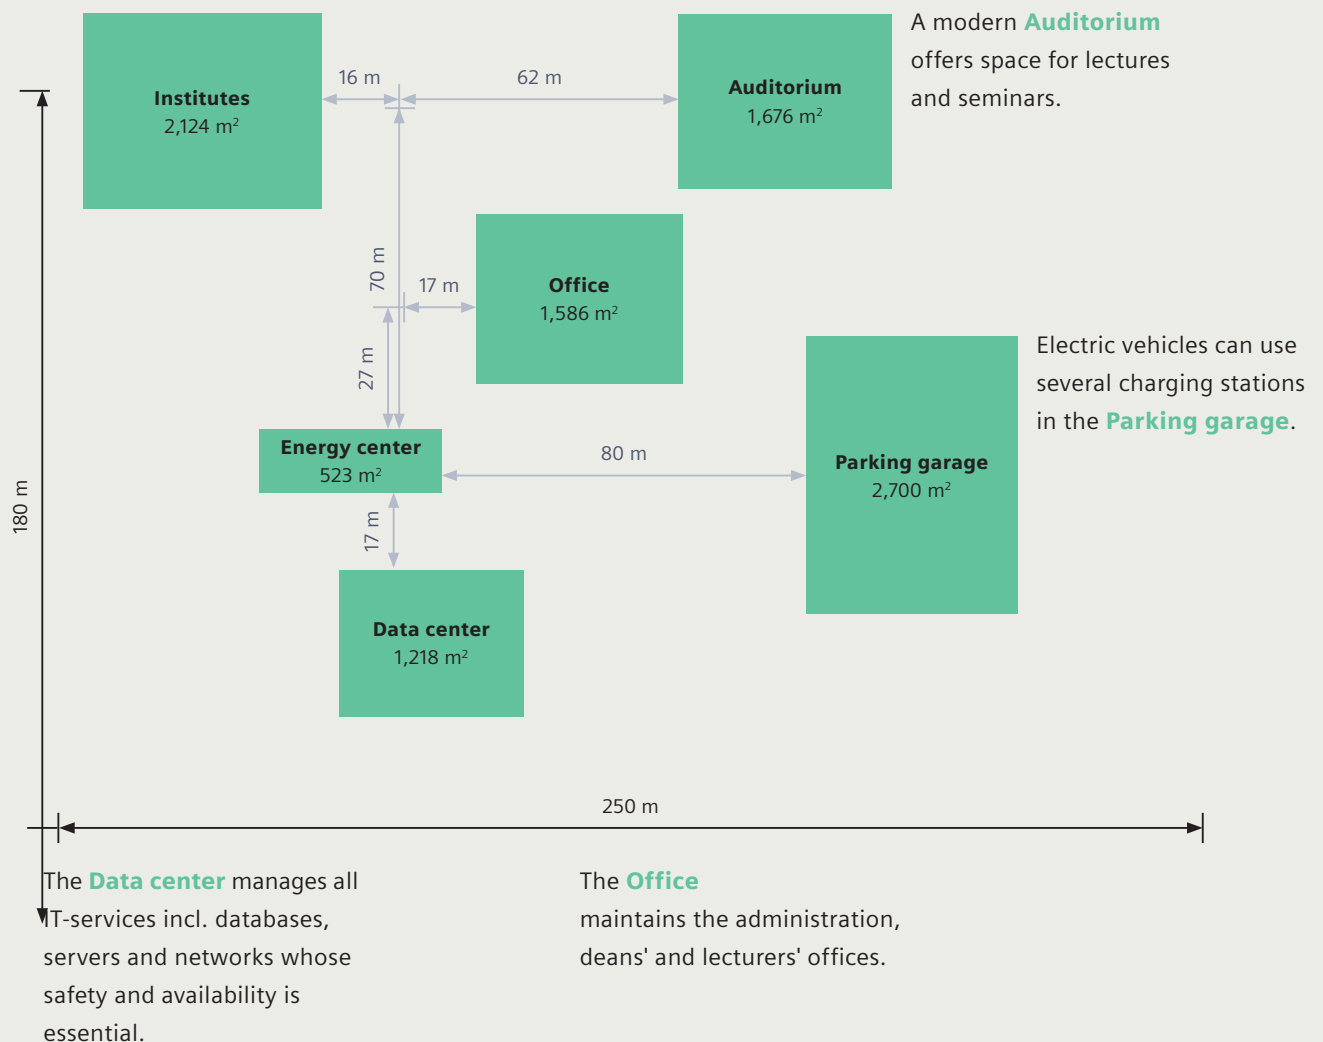 A modern Auditorium
offers space for lectures
and seminars.
16 m
62 m
Institutes
2,124 m²
Auditorium
1,676 m²
70 m
17 m
Office
1,586 m²
27 m
Electric vehicles can use
several charging stations
in the Parking garage.
Energy center
523 m²
80 m
Parking garage
2,700 m²
180 m
17 m
Data center
1,218 m²
250 m
The Data center manages all
IT-services incl. databases,
servers and networks whose
safety and availability is
essential.
The Office
maintains the administration,
deans' and lecturers' offices.